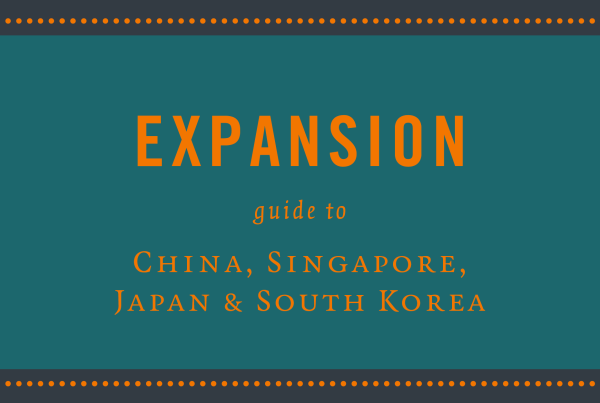 EXPANSION
guide to
China, Singapore,
Japan & South Korea